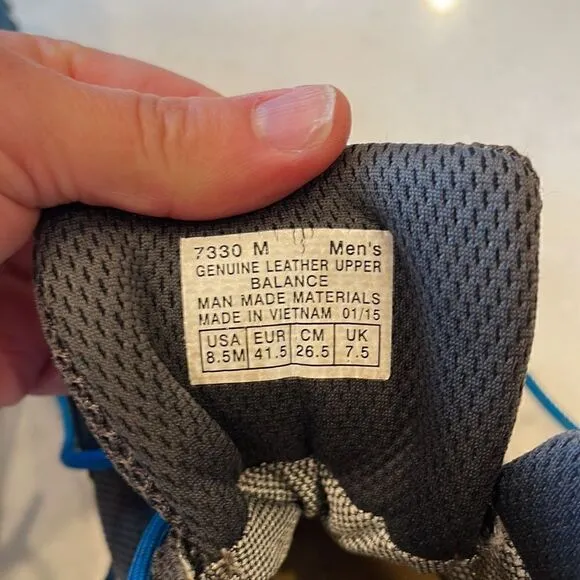 7330 M Men's
GENUINE LEATHER UPPER
BALANCE
MAN MADE MATERIALS
MADE IN VIETNAM 01/15
USA EUR CM UK
8.5M 41.5 26.5 7.5